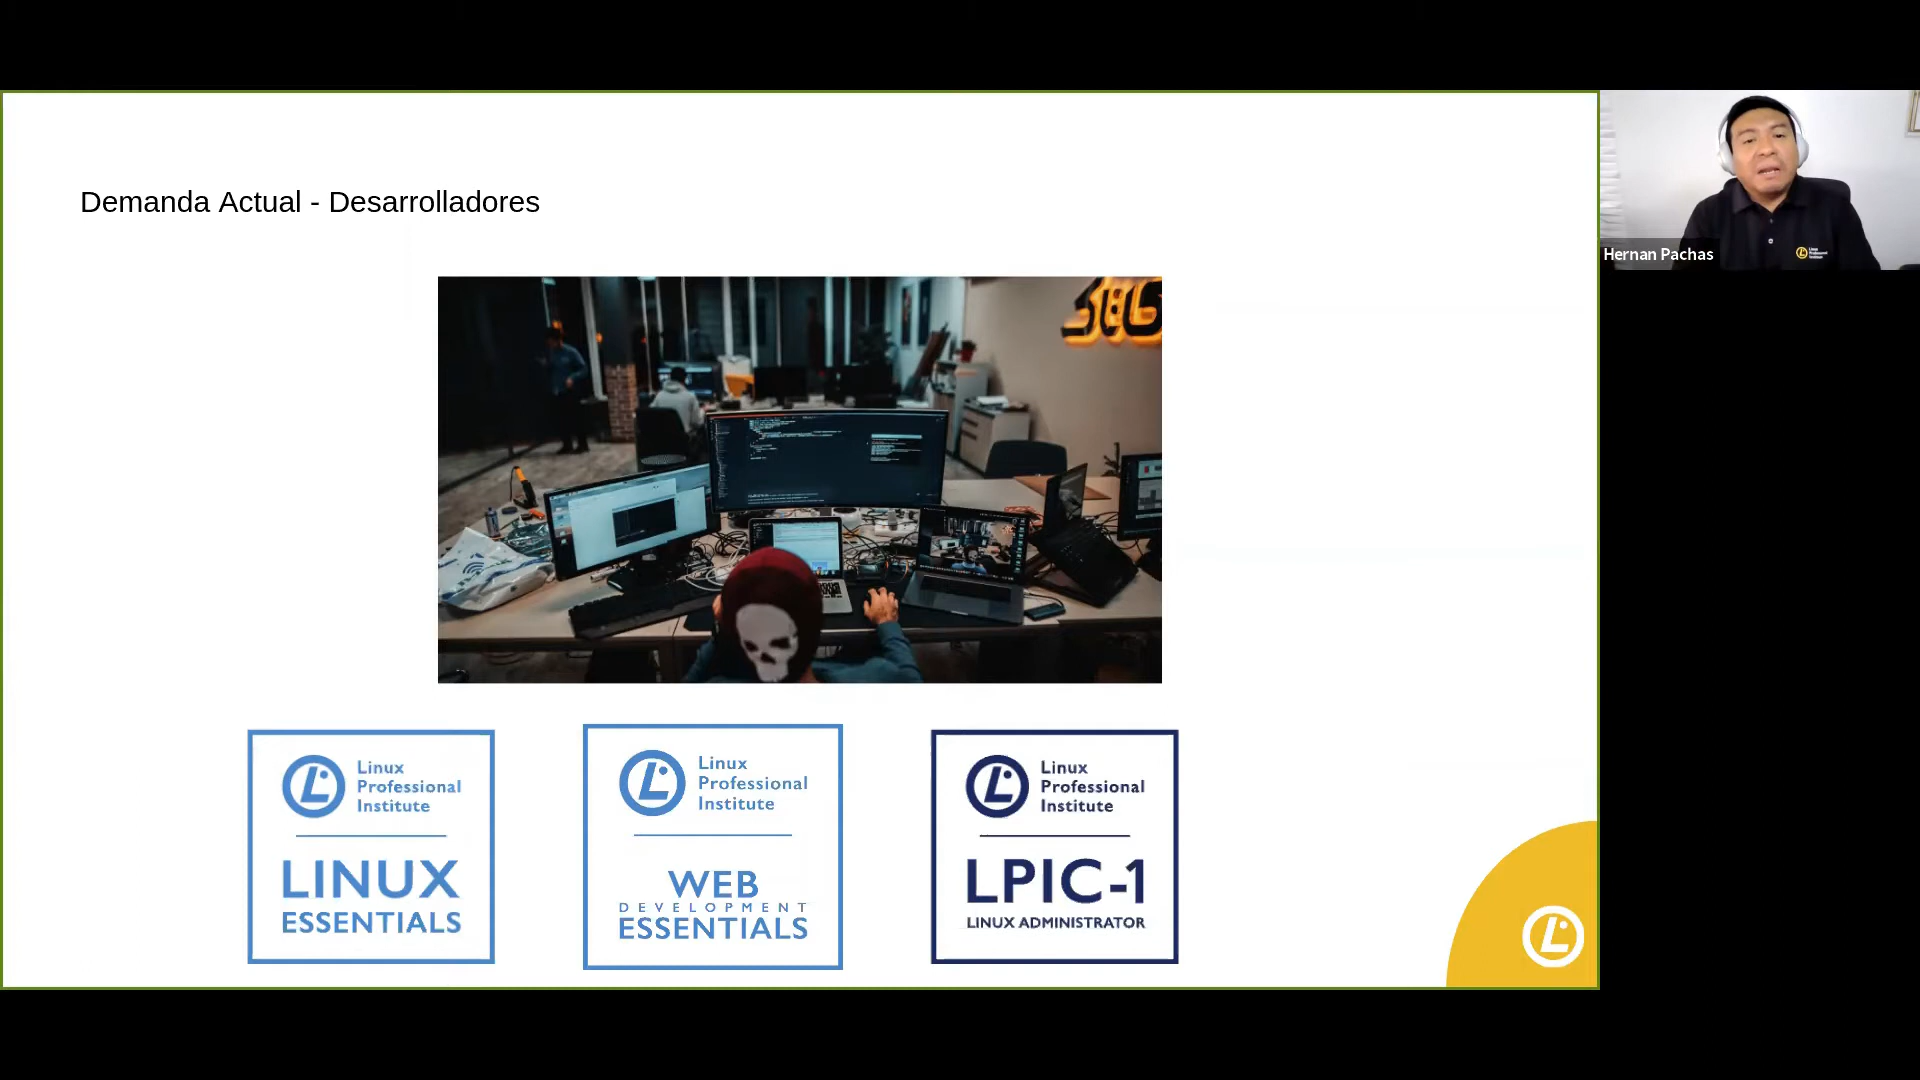 Demanda Actual - Desarrolladores
Hernan Pachas
Linux
Professional
Institute
LINUX
ESSENTIALS
Linux
Professional
Institute
WEB
DEVELOPMENT
ESSENTIALS
Linux
Professional
Institute
LPIC-1
LINUX ADMINISTRATOR